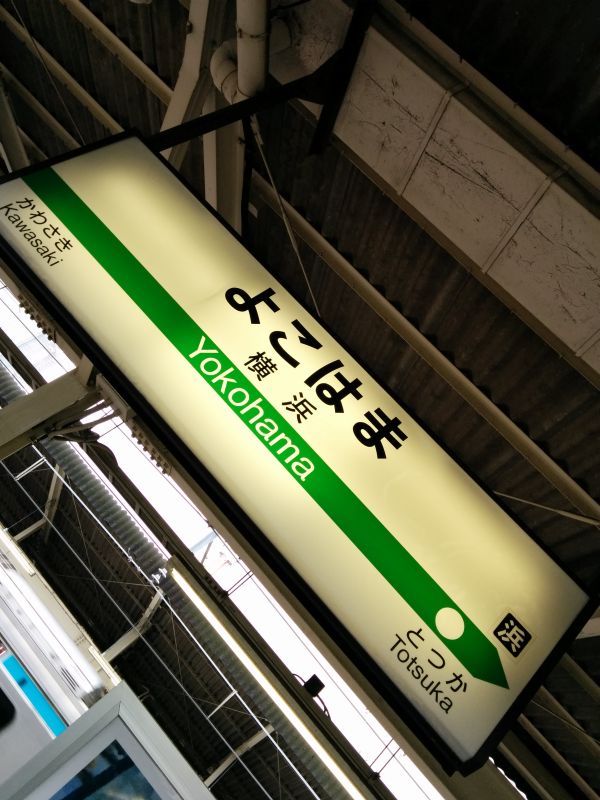 よこはま
横浜
Yokohama
かわさき
Kawasaki
とつか
Totsuka
浜